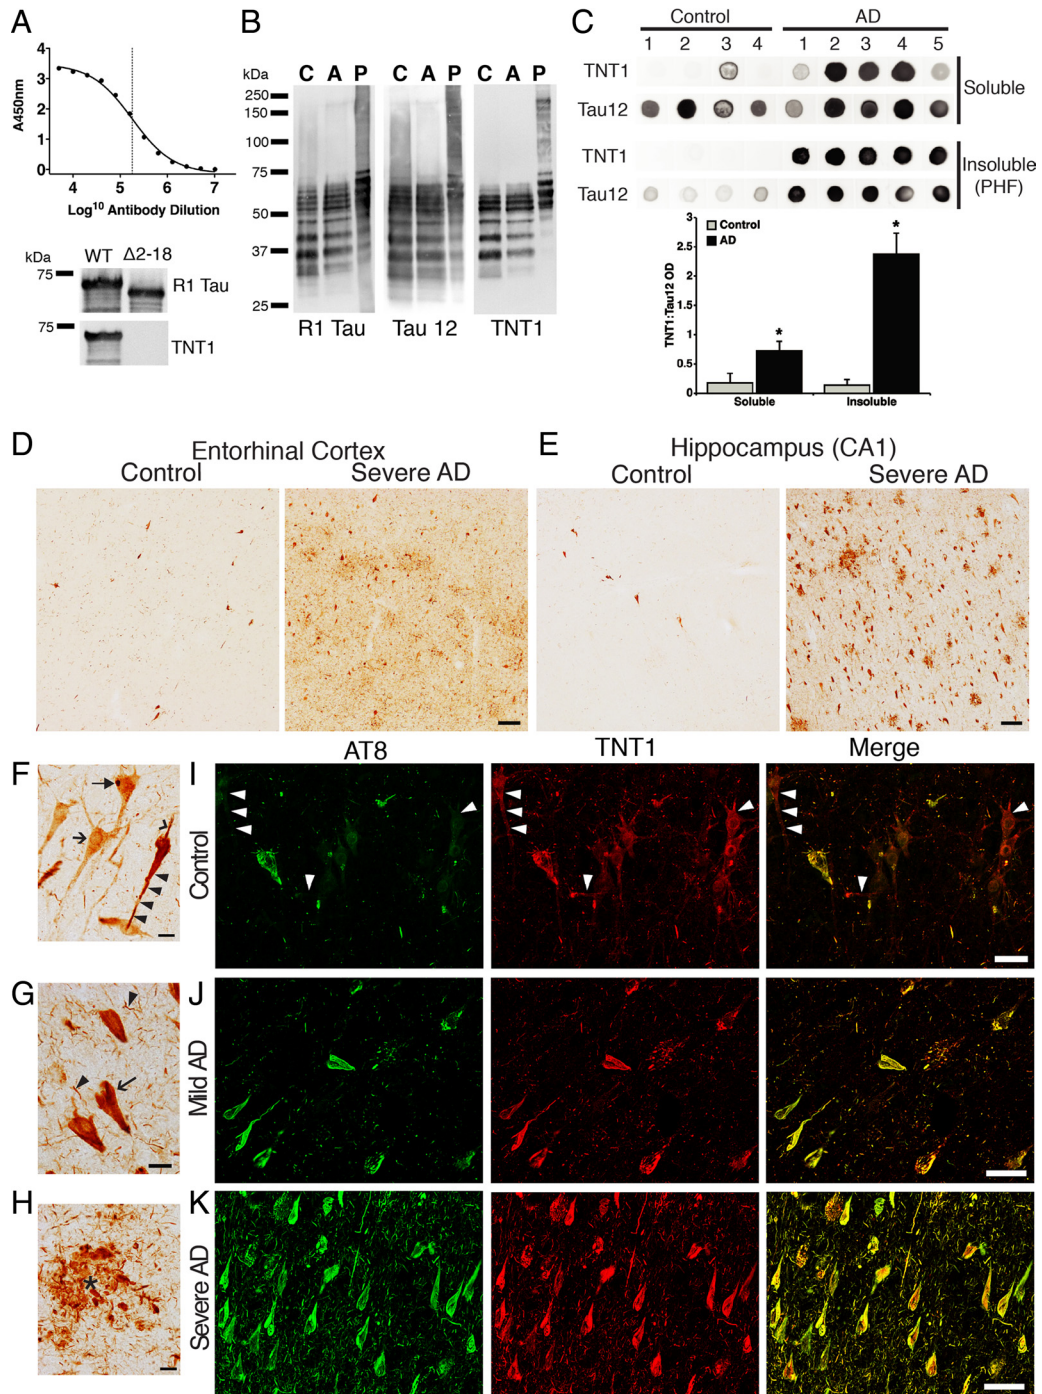 A
A450nm
4
3
2
1
0
4 5 6 7
Log10 Antibody Dilution
kDa
WT Δ2-18
75
R1 Tau
75
TNT1
B
kDa
C A P C A P C A P
250
150
100
75
50
37
25
R1 Tau Tau 12 TNT1
C
Control AD
1 2 3 4 1 2 3 4 5
TNT1
Tau12
Soluble
TNT1
Tau12
Insoluble
(PHF)
TNT1:Tau12 OD
3
2.5
2
1.5
1
0.5
0
Control
AD
*
*
Soluble Insoluble
D
Entorhinal Cortex
Control Severe AD
E
Hippocampus (CA1)
Control Severe AD
AT8 TNT1 Merge
F
I
Control
G
J
Mild AD
H
*
K
Severe AD